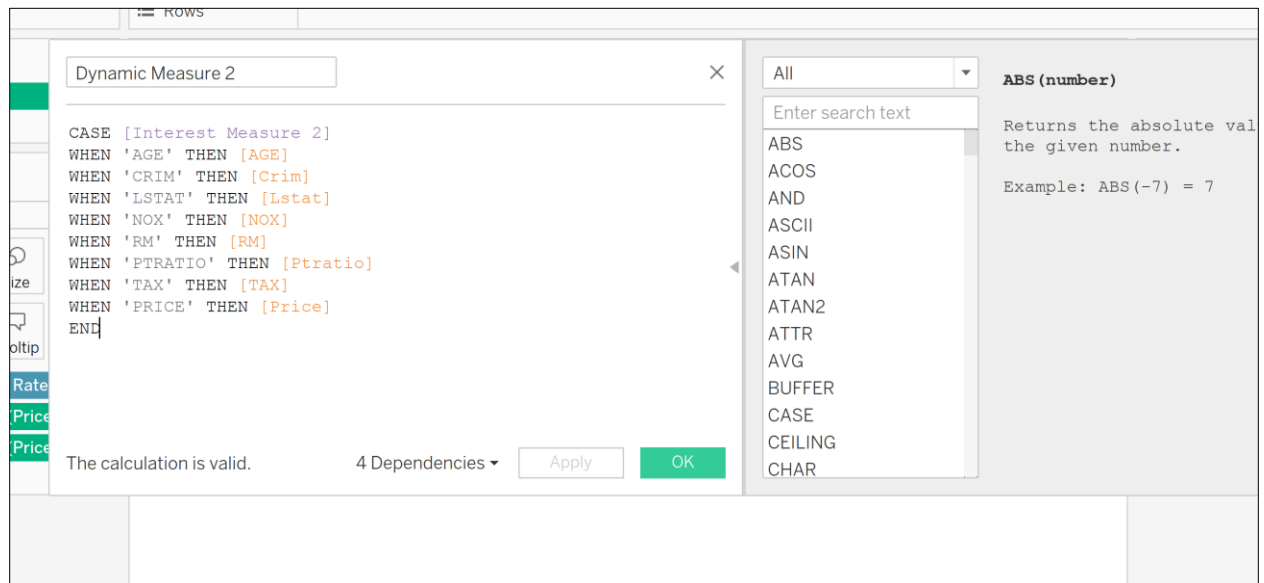 Rows
Dynamic Measure 2
CASE [Interest Measure 2]
WHEN 'AGE' THEN [AGE]
WHEN 'CRIM' THEN [Crim]
WHEN 'LSTAT' THEN [Lstat]
WHEN 'NOX' THEN [NOX]
WHEN 'RM' THEN [RM]
WHEN 'PTRATIO' THEN [Ptratio]
WHEN 'TAX' THEN [TAX]
WHEN 'PRICE' THEN [Price]
END
The calculation is valid.
4 Dependencies
Apply
OK
ize
oltip
Rate
(Price
(Price
All
Enter search text
ABS
ACOS
AND
ASCII
ASIN
ATAN
ATAN2
ATTR
AVG
BUFFER
CASE
CEILING
CHAR
ABS(number)
Returns the absolute val
the given number.
Example: ABS(-7) = 7